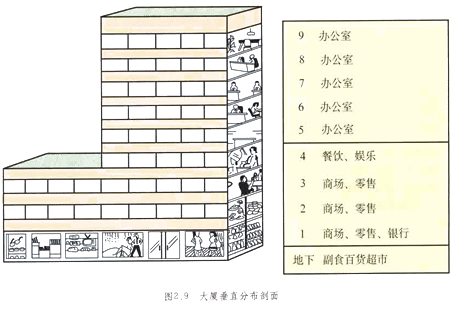 9 办公室
8 办公室
7 办公室
6 办公室
5 办公室
4 餐饮、娱乐
3 商场、零售
2 商场、零售
1 商场、零售、银行
地下 副食百货超市
图2.9 大厦垂直分布剖面